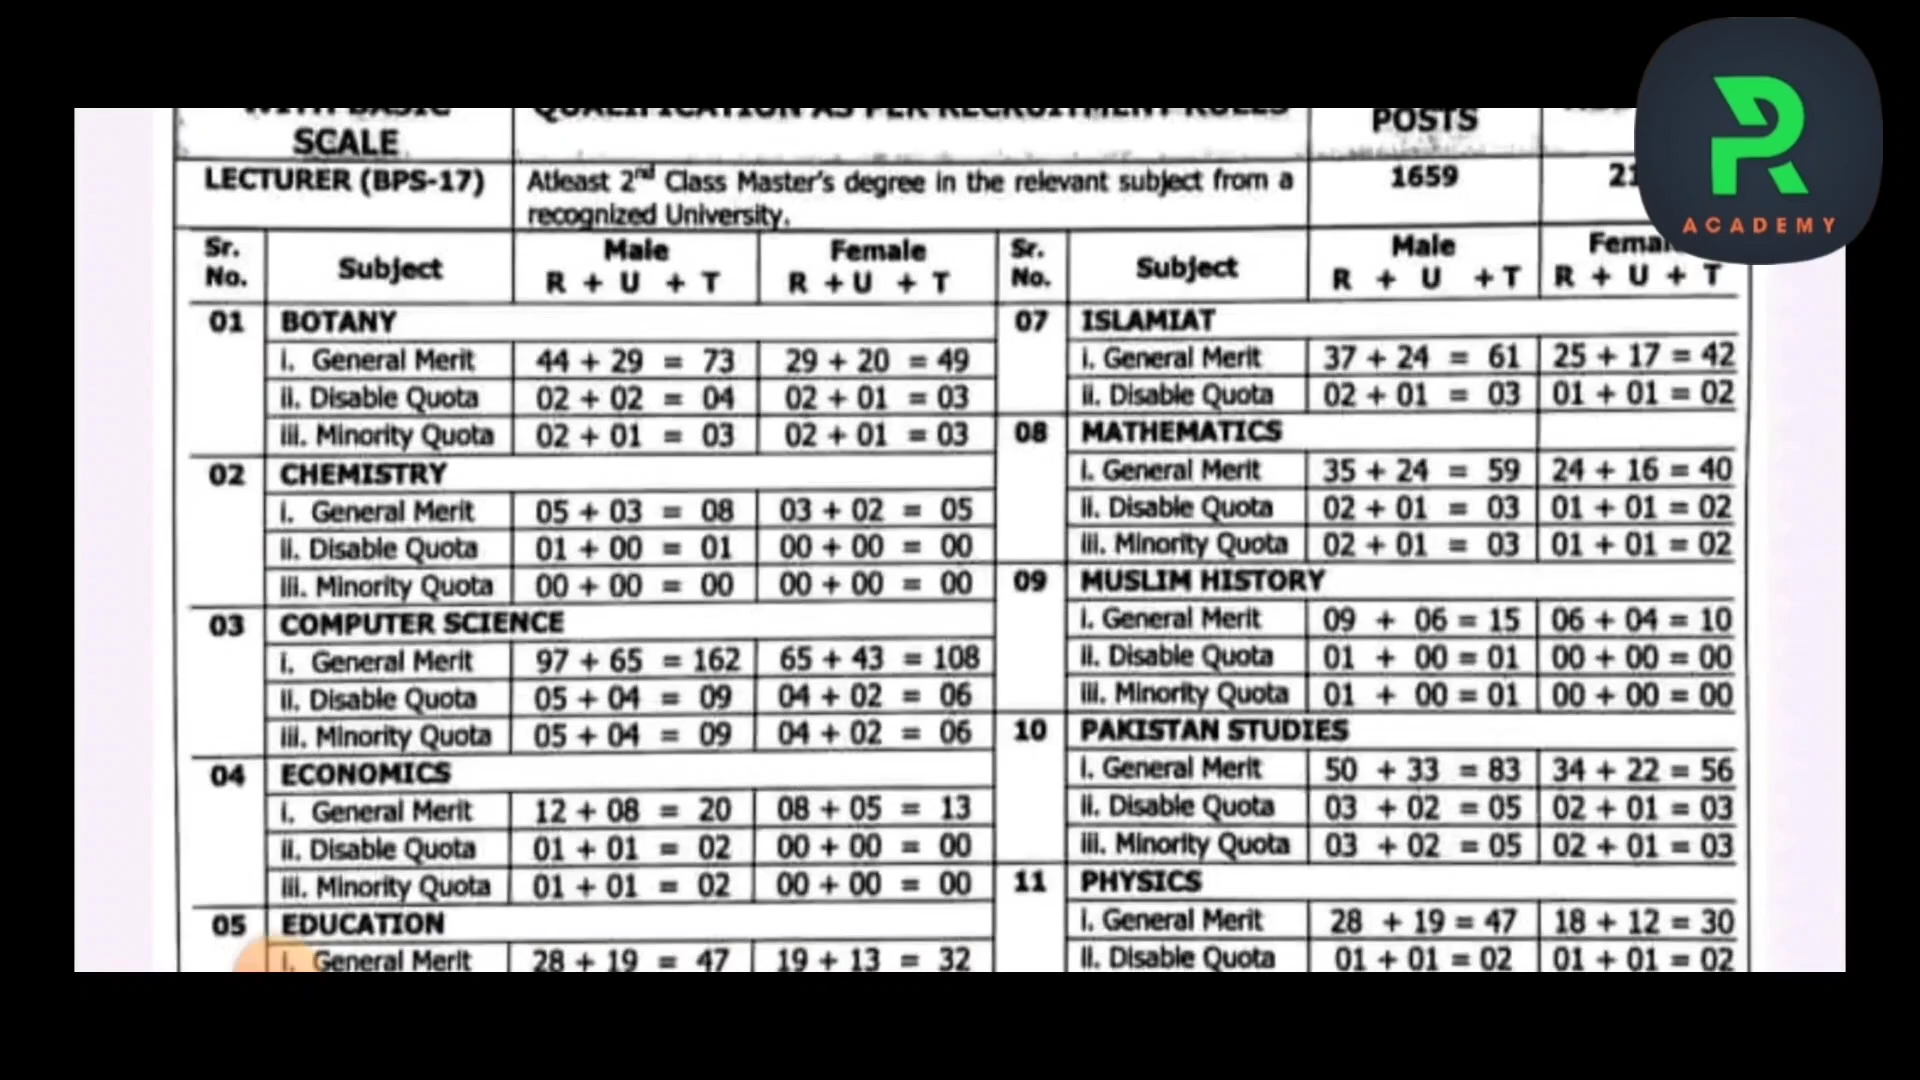 WITH BASIC
SCALE
QUALIFICATION AS PER RECRUITMENT RULES
POSTS
LECTURER (BPS-17)
Atleast 2nd Class Master's degree in the relevant subject from a
recognized University.
1659
Sr. No. Subject Male R + U + T Female R + U + T
01 BOTANY
i. General Merit 44 + 29 = 73 29 + 20 = 49
ii. Disable Quota 02 + 02 = 04 02 + 01 = 03
iii. Minority Quota 02 + 01 = 03 02 + 01 = 03
02 CHEMISTRY
i. General Merit 05 + 03 = 08 03 + 02 = 05
ii. Disable Quota 01 + 00 = 01 00 + 00 = 00
iii. Minority Quota 00 + 00 = 00 00 + 00 = 00
03 COMPUTER SCIENCE
i. General Merit 97 + 65 = 162 65 + 43 = 108
ii. Disable Quota 05 + 04 = 09 04 + 02 = 06
iii. Minority Quota 05 + 04 = 09 04 + 02 = 06
04 ECONOMICS
i. General Merit 12 + 08 = 20 08 + 05 = 13
ii. Disable Quota 01 + 01 = 02 00 + 00 = 00
iii. Minority Quota 01 + 01 = 02 00 + 00 = 00
05 EDUCATION
i. General Merit 28 + 19 = 47 19 + 13 = 32
Sr. No. Subject Male R + U + T R + U + T
07 ISLAMIAT
i. General Merit 37 + 24 = 61 25 + 17 = 42
ii. Disable Quota 02 + 01 = 03 01 + 01 = 02
08 MATHEMATICS
i. General Merit 35 + 24 = 59 24 + 16 = 40
ii. Disable Quota 02 + 01 = 03 01 + 01 = 02
iii. Minority Quota 02 + 01 = 03 01 + 01 = 02
09 MUSLIM HISTORY
i. General Merit 09 + 06 = 15 06 + 04 = 10
ii. Disable Quota 01 + 00 = 01 00 + 00 = 00
iii. Minority Quota 01 + 00 = 01 00 + 00 = 00
10 PAKISTAN STUDIES
i. General Merit 50 + 33 = 83 34 + 22 = 56
ii. Disable Quota 03 + 02 = 05 02 + 01 = 03
iii. Minority Quota 03 + 02 = 05 02 + 01 = 03
11 PHYSICS
i. General Merit 28 + 19 = 47 18 + 12 = 30
ii. Disable Quota 01 + 01 = 02 01 + 01 = 02
R
ACADEMY